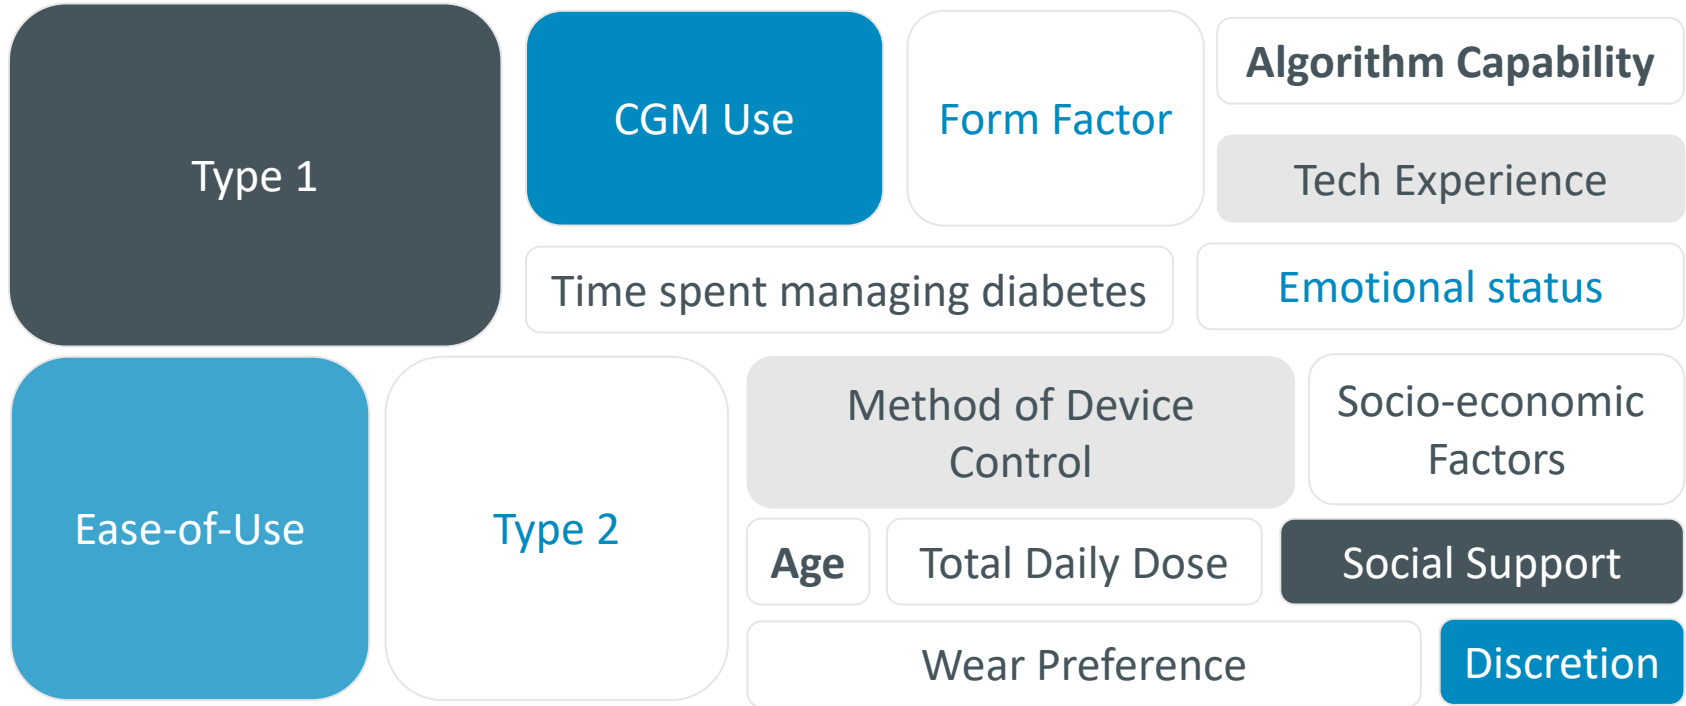 Type 1
CGM Use
Form Factor
Algorithm Capability
Tech Experience
Time spent managing diabetes
Emotional status
Ease-of-Use
Type 2
Method of Device
Control
Socio-economic
Factors
Age
Total Daily Dose
Social Support
Wear Preference
Discretion